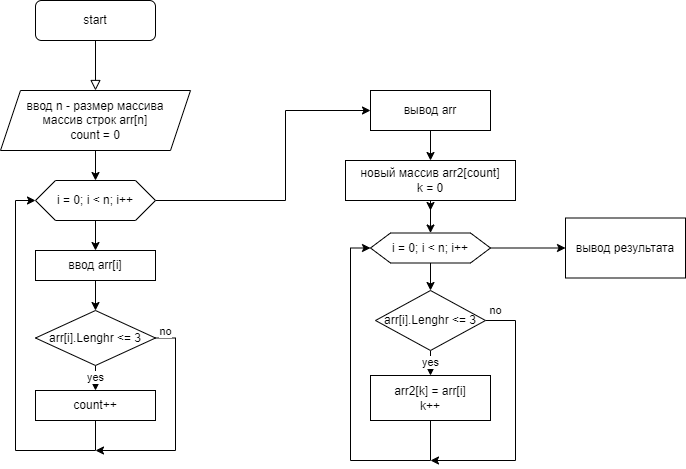 start
ввод n - размер массива
массив строк arr[n]
count = 0
i = 0; i < n; i++
ввод arr[i]
arr[i].Lenghr <= 3
no
yes
count++
вывод arr
новый массив arr2[count]
k = 0
i = 0; i < n; i++
вывод результата
arr[i].Lenghr <= 3
no
yes
arr2[k] = arr[i]
k++